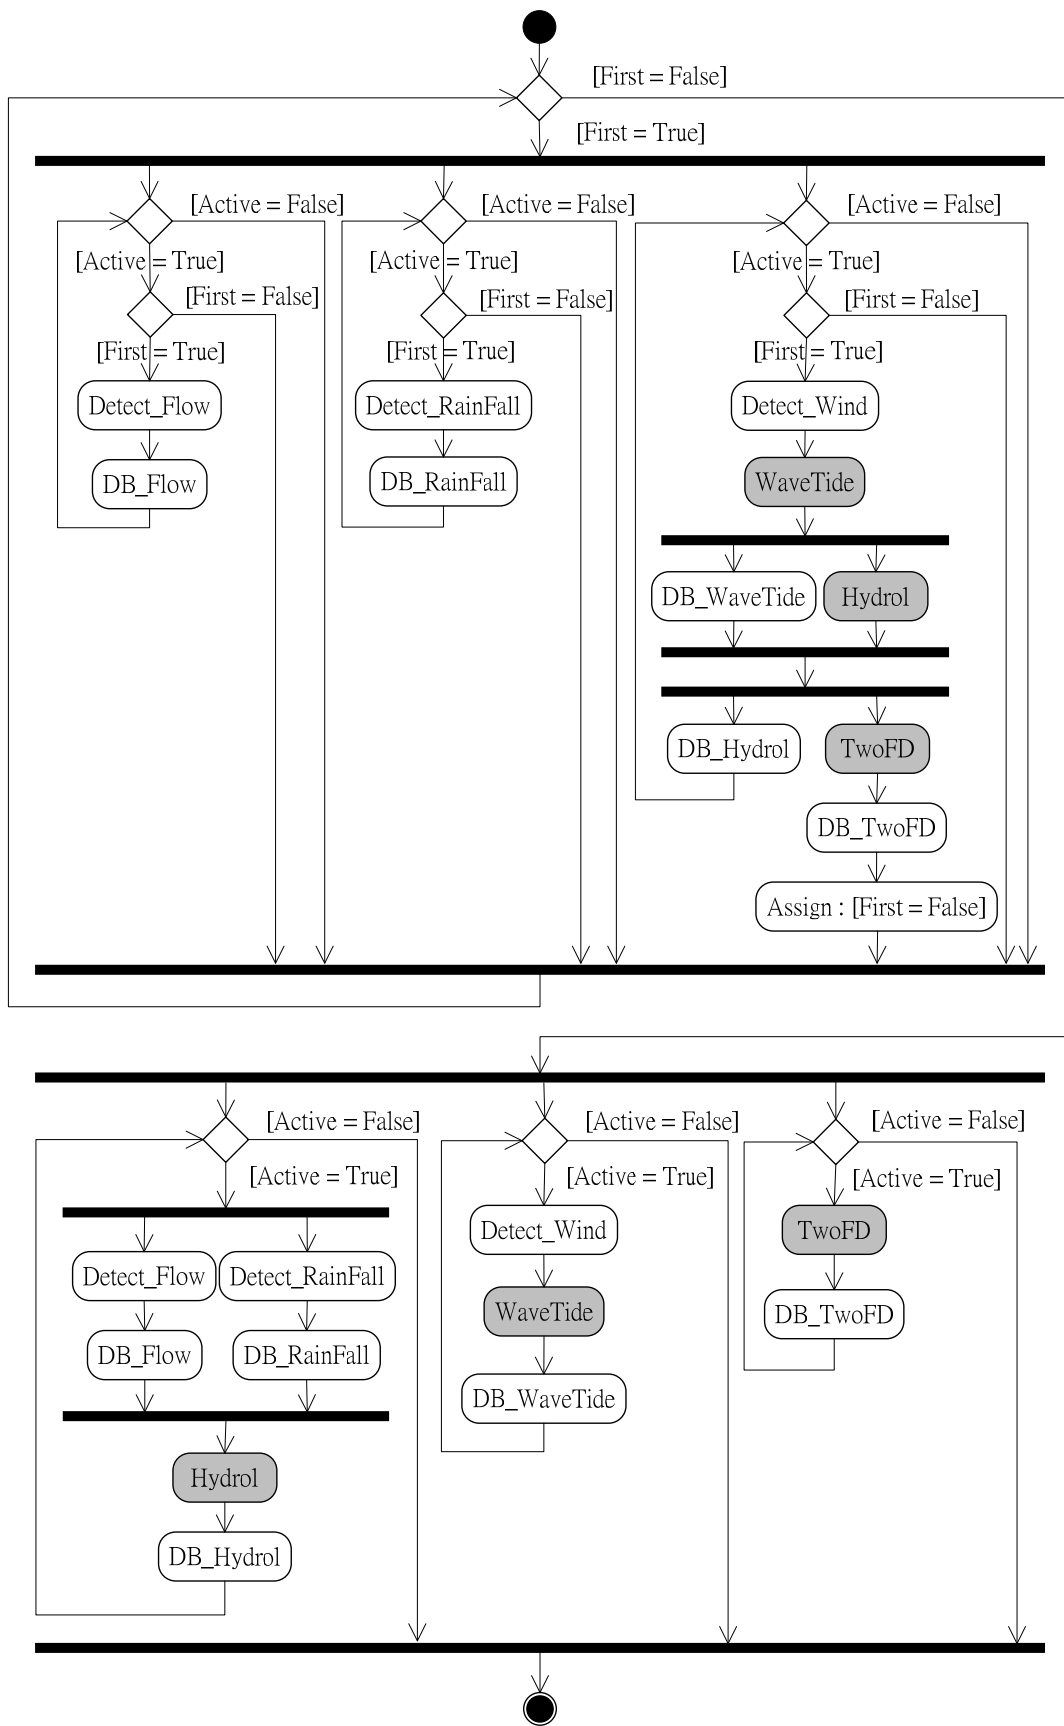 [First = False]
[First = True]
[Active = False]
[Active = False]
[Active = False]
[Active = True]
[Active = True]
[Active = True]
[First = False]
[First = False]
[First = False]
[First = True]
[First = True]
[First = True]
Detect_Flow
Detect_RainFall
Detect_Wind
DB_Flow
DB_RainFall
WaveTide
DB_WaveTide
Hydrol
DB_Hydrol
TwoFD
DB_TwoFD
Assign : [First = False]
[Active = False]
[Active = False]
[Active = False]
[Active = True]
[Active = True]
[Active = True]
Detect_Wind
TwoFD
Detect_Flow
Detect_RainFall
WaveTide
DB_TwoFD
DB_Flow
DB_RainFall
DB_WaveTide
Hydrol
DB_Hydrol